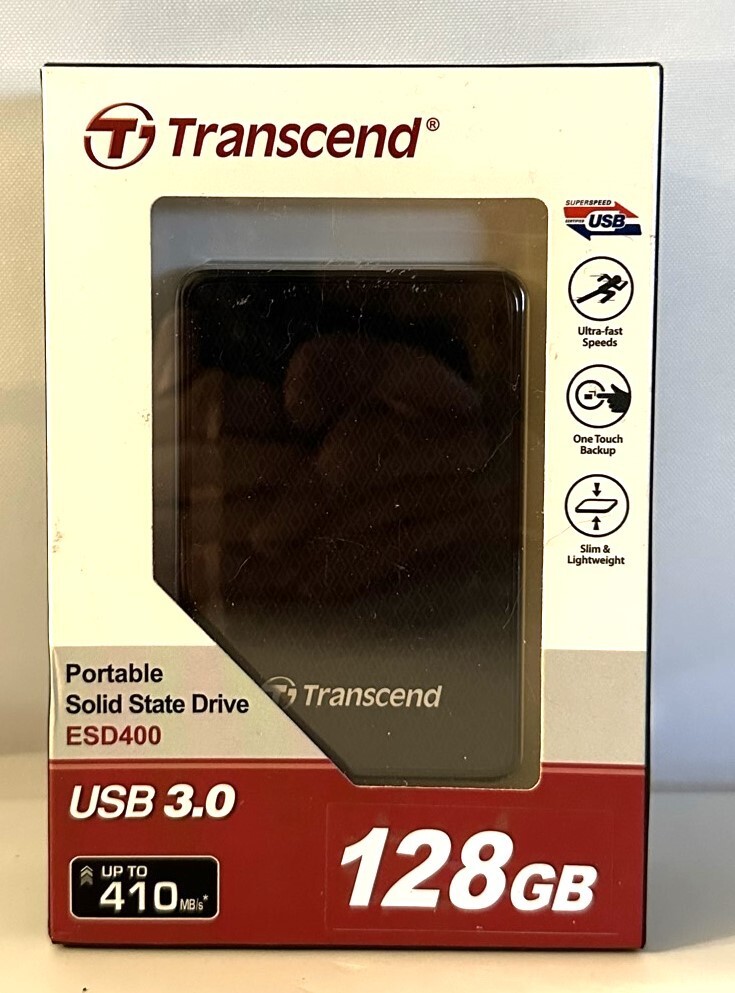 Transcend®
SUPERSPEED
CERTIFIED USB
Ultra-fast
Speeds
One Touch
Backup
Slim &
Lightweight
Transcend
Portable
Solid State Drive
ESD400
USB 3.0
UP TO
410MB/s*
128GB